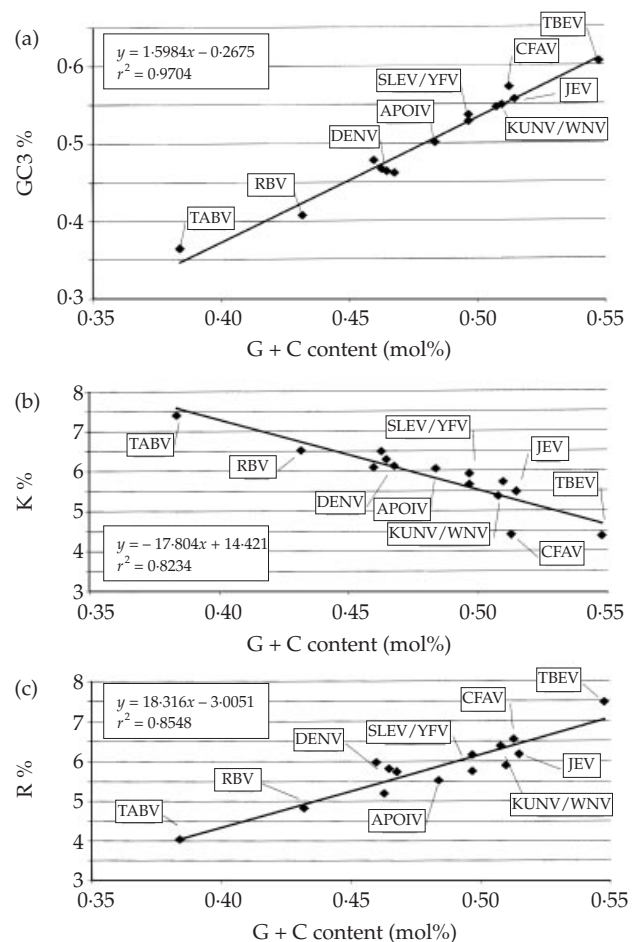 (a)
y = 1·5984x − 0·2675
r² = 0·9704
TBEV
CFAV
SLEV/YFV
JEV
APOIV
DENV
KUNV/WNV
RBV
TABV
GC3 %
0·6
0·5
0·4
0·3
0·35 0·40 0·45 0·50 0·55
G + C content (mol%)
(b)
8
7
6
5
4
3
K %
SLEV/YFV
TABV
JEV
RBV
TBEV
DENV
APOIV
KUNV/WNV
CFAV
y = − 17·804x + 14·421
r² = 0·8234
0·35 0·40 0·45 0·50 0·55
G + C content (mol%)
(c)
y = 18·316x − 3·0051
r² = 0·8548
8
7
6
5
4
3
R %
TBEV
CFAV
SLEV/YFV
DENV
RBV
JEV
TABV
APOIV
KUNV/WNV
0·35 0·40 0·45 0·50 0·55
G + C content (mol%)